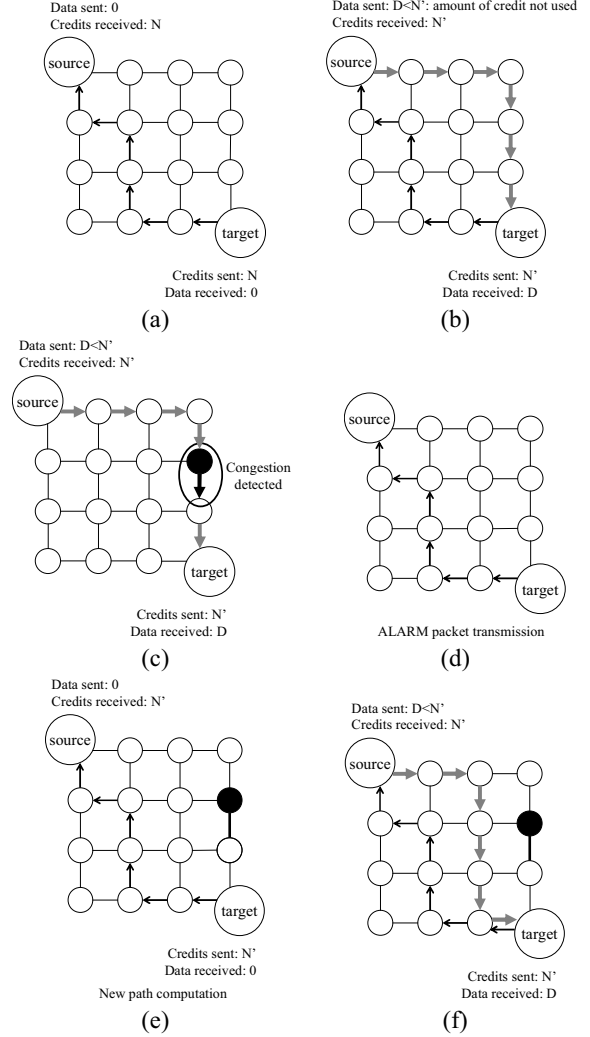 Data sent: 0
Credits received: N
source
target
Credits sent: N
Data received: 0
(a)
Data sent: D<N’: amount of credit not used
Credits received: N’
source
target
Credits sent: N’
Data received: D
(b)
Data sent: D<N’
Credits received: N’
source
Congestion
detected
target
Credits sent: N’
Data received: D
(c)
source
target
ALARM packet transmission
(d)
Data sent: 0
Credits received: N’
source
target
Credits sent: N’
Data received: 0
New path computation
(e)
Data sent: D<N’
Credits received: N’
source
target
Credits sent: N’
Data received: D
(f)